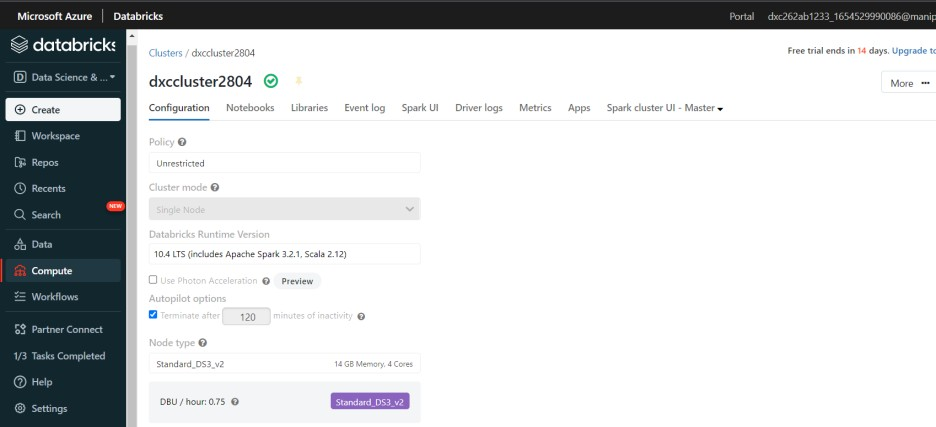 Microsoft Azure | Databricks Portal dxc262ab1233_1654529990086@manip
databricks
D Data Science & ...
Create
Workspace
Repos
Recents
Search NEW
Data
Compute
Workflows
Partner Connect
1/3 Tasks Completed
Help
Settings
Clusters / dxccluster2804
Free trial ends in 14 days. Upgrade to
dxccluster2804
More ...
Configuration Notebooks Libraries Event log Spark UI Driver logs Metrics Apps Spark cluster UI - Master
Policy ?
Unrestricted
Cluster mode ?
Single Node
Databricks Runtime Version
10.4 LTS (includes Apache Spark 3.2.1, Scala 2.12)
Use Photon Acceleration ? Preview
Autopilot options
Terminate after 120 minutes of inactivity ?
Node type ?
Standard_DS3_v2 14 GB Memory, 4 Cores
DBU / hour: 0.75 ? Standard_DS3_v2